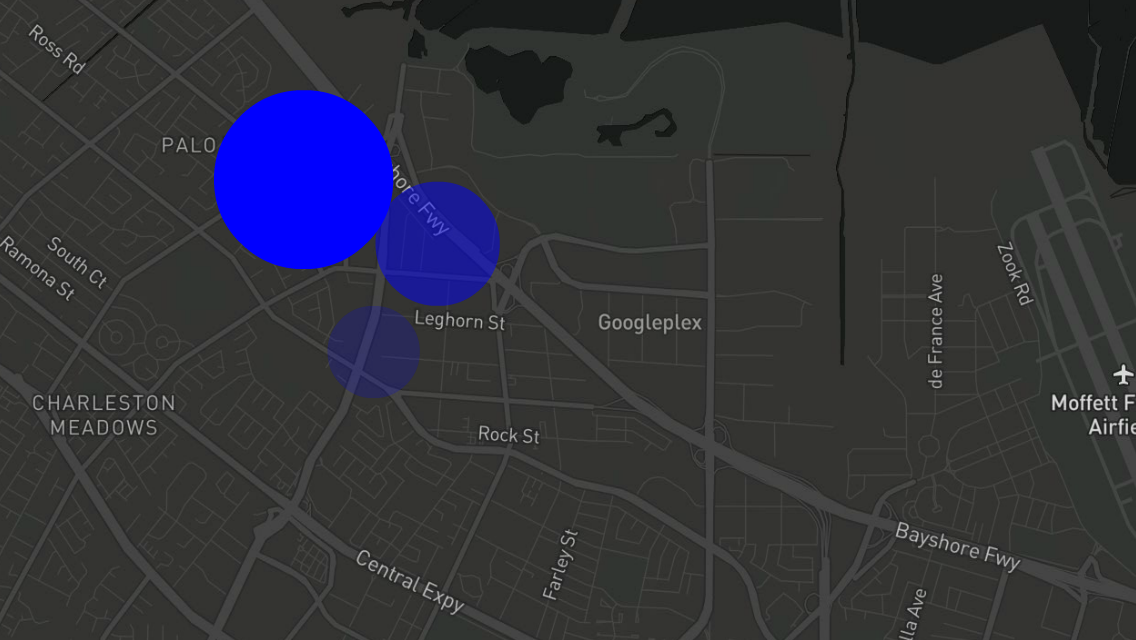 Ross Rd
PALO
shore Fwy
South Ct
Ramona St
Zook Rd
de France Ave
Leghorn St
Googleplex
CHARLESTON
MEADOWS
Moffett F
Airfie
Rock St
Bayshore Fwy
Farley St
Central Expy
lla Ave